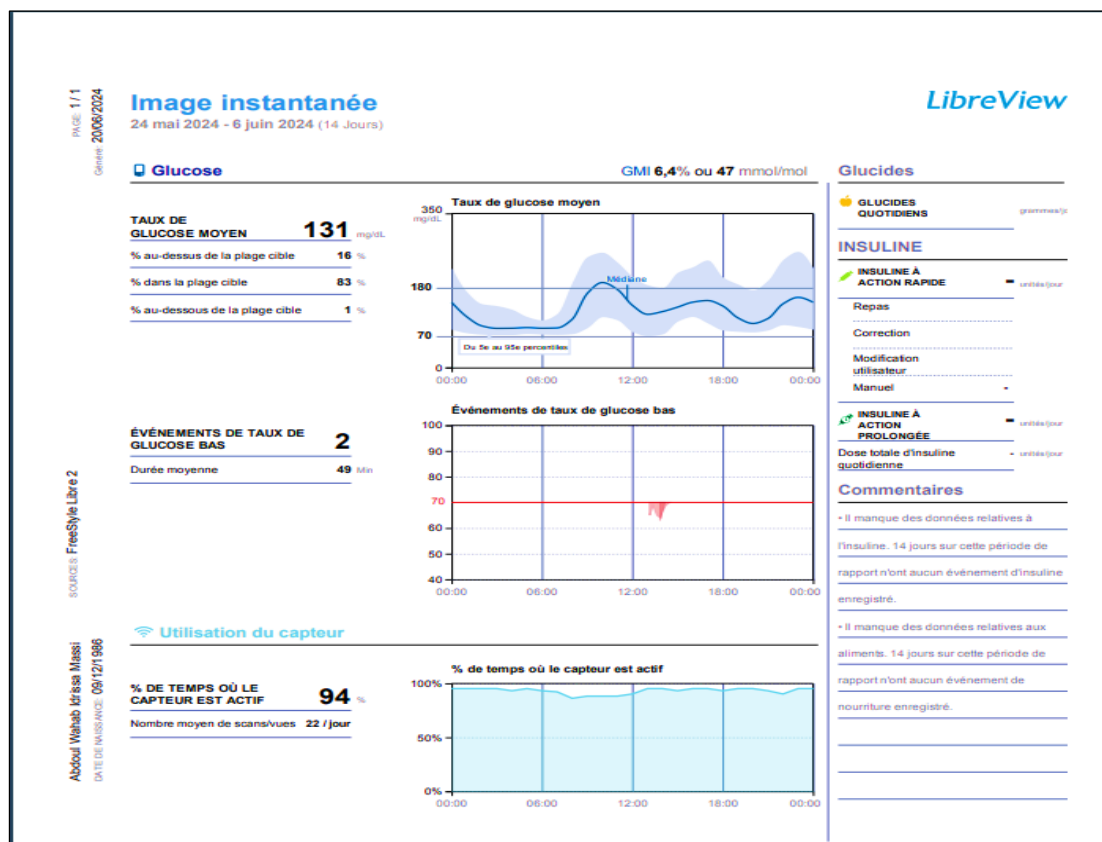 PAGE: 1 / 1
Généré: 20/06/2024
Image instantanée
24 mai 2024 - 6 juin 2024 (14 Jours)
LibreView
Glucose
GMI 6,4% ou 47 mmol/mol
TAUX DE
GLUCOSE MOYEN 131 mg/dL
% au-dessus de la plage cible 16 %
% dans la plage cible 83 %
% au-dessous de la plage cible 1 %
Taux de glucose moyen
350
mg/dL
Médiane
180
70
Du 5e au 95e percentiles
0
00:00 06:00 12:00 18:00 00:00
ÉVÉNEMENTS DE TAUX DE
GLUCOSE BAS 2
Durée moyenne 49 Min
Événements de taux de glucose bas
100
90
80
70
60
50
40
00:00 06:00 12:00 18:00 00:00
SOURCES: FreeStyle Libre 2
Utilisation du capteur
% DE TEMPS OÙ LE
CAPTEUR EST ACTIF 94 %
Nombre moyen de scans/vues 22 / jour
% de temps où le capteur est actif
100%
50%
0%
00:00 06:00 12:00 18:00 00:00
Abdoul Wahab Idrissa Massi
DATE DE NAISSANCE: 09/12/1986
Glucides
GLUCIDES
QUOTIDIENS grammes/jc
INSULINE
INSULINE À
ACTION RAPIDE - unités/jour
Repas
Correction
Modification
utilisateur
Manuel -
INSULINE À
ACTION
PROLONGÉE - unités/jour
Dose totale d'insuline
quotidienne - unités/jour
Commentaires
• Il manque des données relatives à
l'insuline. 14 jours sur cette période de
rapport n'ont aucun événement d'insuline
enregistré.
• Il manque des données relatives aux
aliments. 14 jours sur cette période de
rapport n'ont aucun événement de
nourriture enregistré.